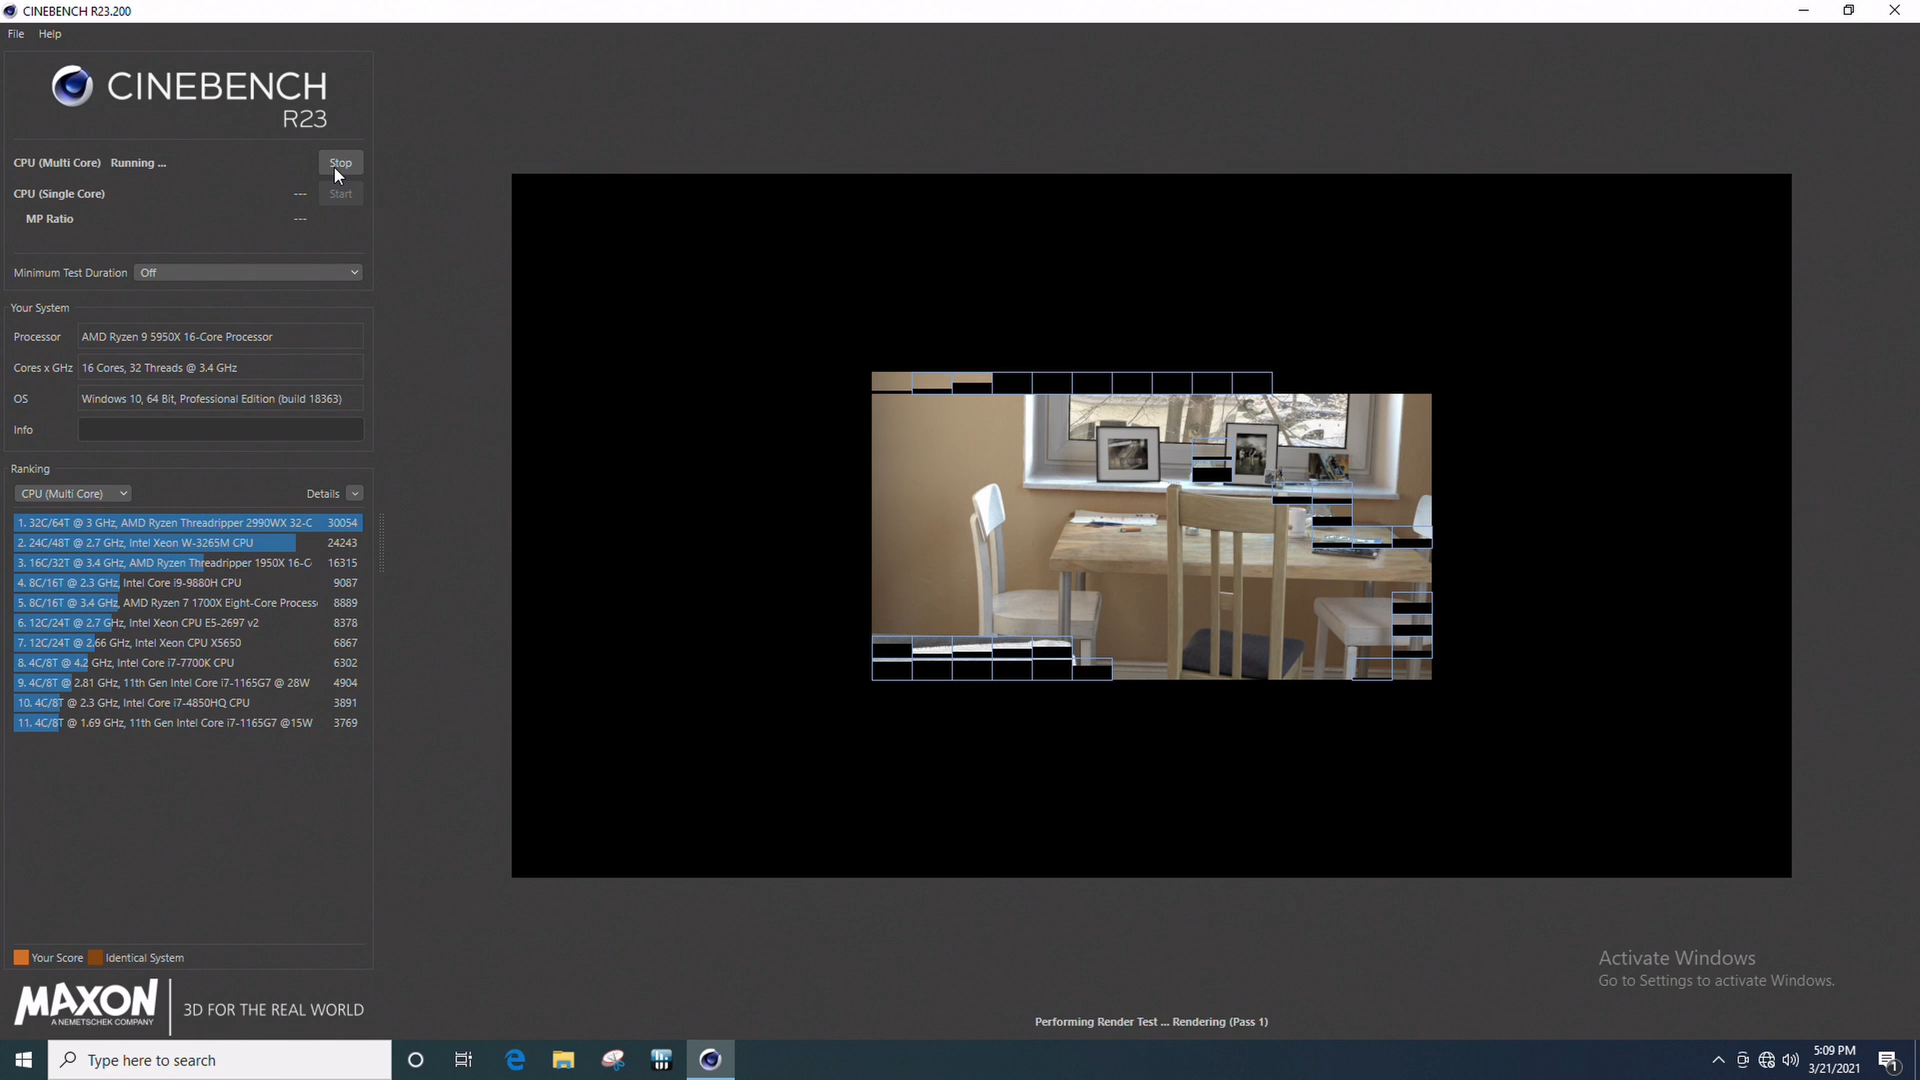 CINEBENCH R23.200
File Help
CINEBENCH
R23
CPU (Multi Core) Running ... Stop
CPU (Single Core) --- Start
MP Ratio ---
Minimum Test Duration Off
Your System
Processor AMD Ryzen 9 5950X 16-Core Processor
Cores x GHz 16 Cores, 32 Threads @ 3.4 GHz
OS Windows 10, 64 Bit, Professional Edition (build 18363)
Info
Ranking
CPU (Multi Core) Details
1. 32C/64T @ 3 GHz, AMD Ryzen Threadripper 2990WX 32-C 30054
2. 24C/48T @ 2.7 GHz, Intel Xeon W-3265M CPU 24243
3. 16C/32T @ 3.4 GHz, AMD Ryzen Threadripper 1950X 16-C 16315
4. 8C/16T @ 2.3 GHz, Intel Core i9-9880H CPU 9087
5. 8C/16T @ 3.4 GHz, AMD Ryzen 7 1700X Eight-Core Process 8889
6. 12C/24T @ 2.7 GHz, Intel Xeon CPU E5-2697 v2 8378
7. 12C/24T @ 2.66 GHz, Intel Xeon CPU X5650 6867
8. 4C/8T @ 4.2 GHz, Intel Core i7-7700K CPU 6302
9. 4C/8T @ 2.81 GHz, 11th Gen Intel Core i7-1165G7 @ 28W 4904
10. 4C/8T @ 2.3 GHz, Intel Core i7-4850HQ CPU 3891
11. 4C/8T @ 1.69 GHz, 11th Gen Intel Core i7-1165G7 @15W 3769
Your Score Identical System
MAXON
A NEMETSCHEK COMPANY
3D FOR THE REAL WORLD
Performing Render Test ... Rendering (Pass 1)
Activate Windows
Go to Settings to activate Windows.
Type here to search
5:09 PM
3/21/2021
1